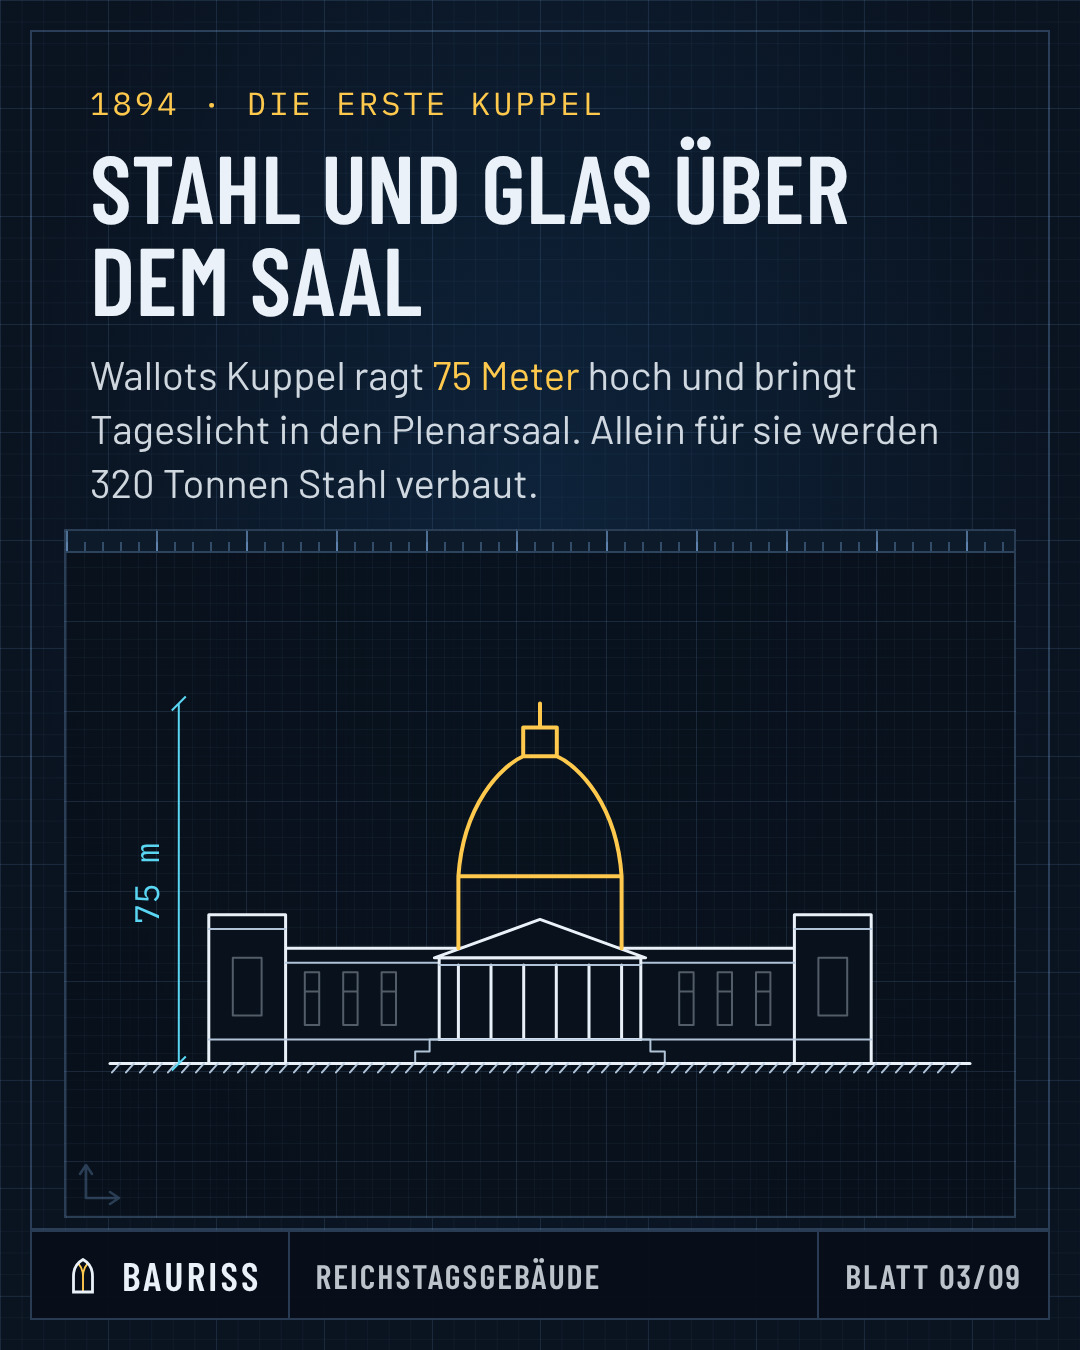 1894 · DIE ERSTE KUPPEL
STAHL UND GLAS ÜBER
DEM SAAL
Wallots Kuppel ragt 75 Meter hoch und bringt
Tageslicht in den Plenarsaal. Allein für sie werden
320 Tonnen Stahl verbaut.
75 m
BAURISS
REICHSTAGSGEBÄUDE
BLATT 03/09